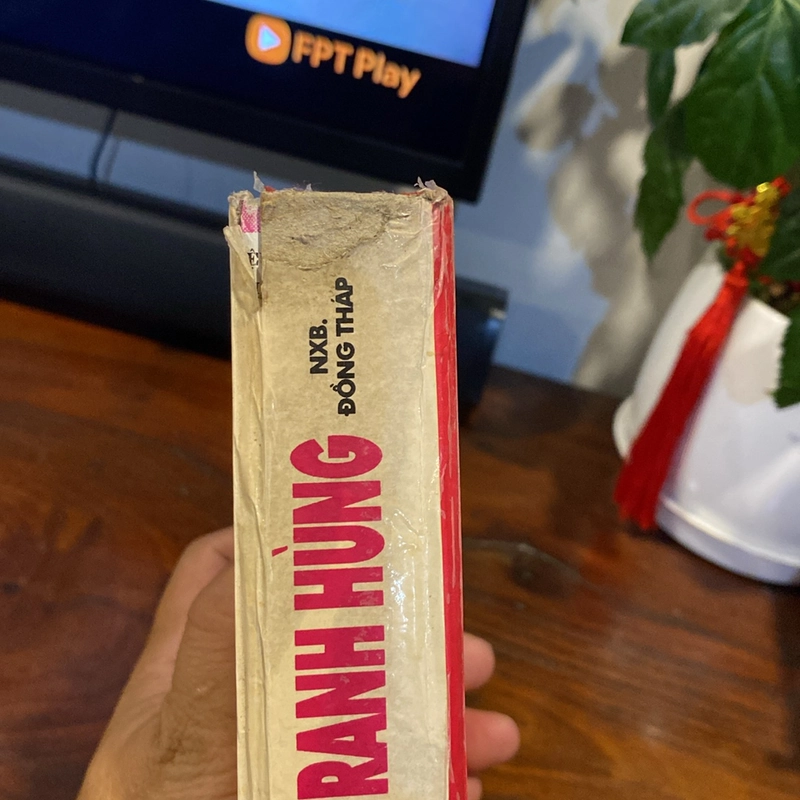 FPT Play
NXB.
ĐỒNG THÁP
RANH HÙNG